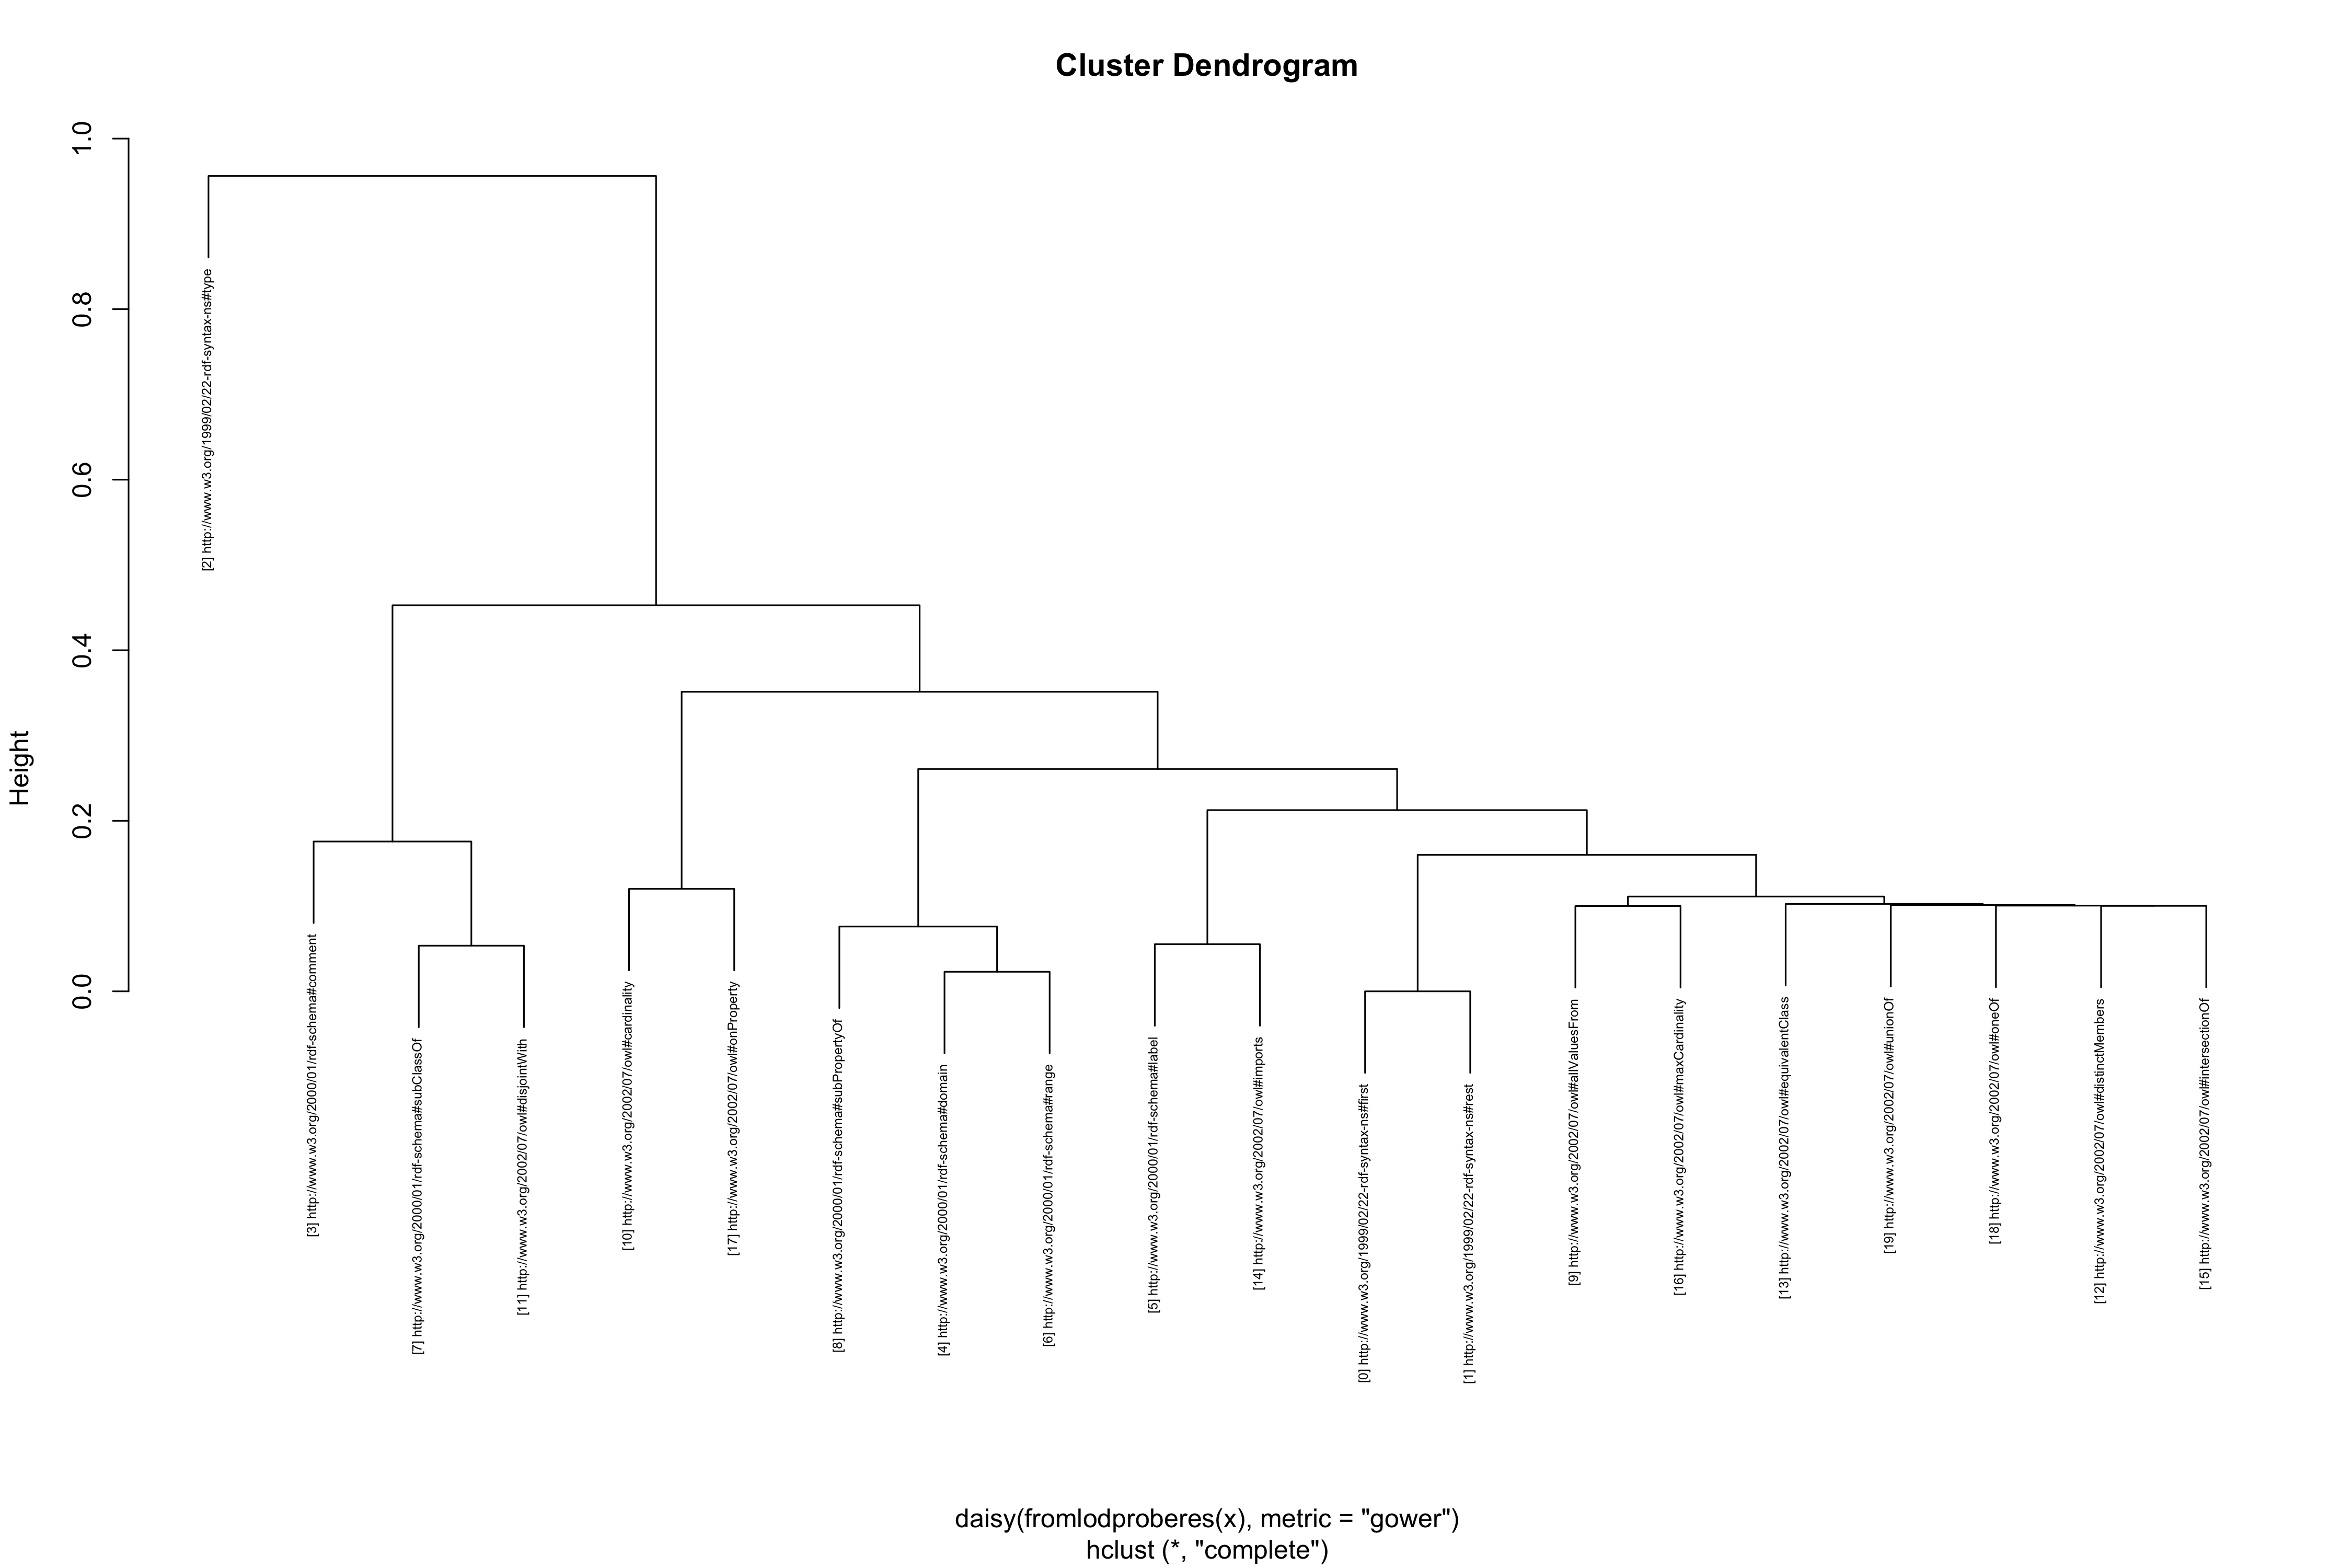 Cluster Dendrogram
Height
1.0
0.8
0.6
0.4
0.2
0.0
[2] http://www.w3.org/1999/02/22-rdf-syntax-ns#type
[3] http://www.w3.org/2000/01/rdf-schema#comment
[7] http://www.w3.org/2000/01/rdf-schema#subClassOf
[11] http://www.w3.org/2002/07/owl#disjointWith
[10] http://www.w3.org/2002/07/owl#cardinality
[17] http://www.w3.org/2002/07/owl#onProperty
[8] http://www.w3.org/2000/01/rdf-schema#subPropertyOf
[4] http://www.w3.org/2000/01/rdf-schema#domain
[6] http://www.w3.org/2000/01/rdf-schema#range
[5] http://www.w3.org/2000/01/rdf-schema#label
[14] http://www.w3.org/2002/07/owl#imports
[0] http://www.w3.org/1999/02/22-rdf-syntax-ns#first
[1] http://www.w3.org/1999/02/22-rdf-syntax-ns#rest
[9] http://www.w3.org/2002/07/owl#allValuesFrom
[16] http://www.w3.org/2002/07/owl#maxCardinality
[13] http://www.w3.org/2002/07/owl#equivalentClass
[19] http://www.w3.org/2002/07/owl#unionOf
[18] http://www.w3.org/2002/07/owl#oneOf
[12] http://www.w3.org/2002/07/owl#distinctMembers
[15] http://www.w3.org/2002/07/owl#intersectionOf
daisy(fromlodproberes(x), metric = "gower")
hclust (*, "complete")